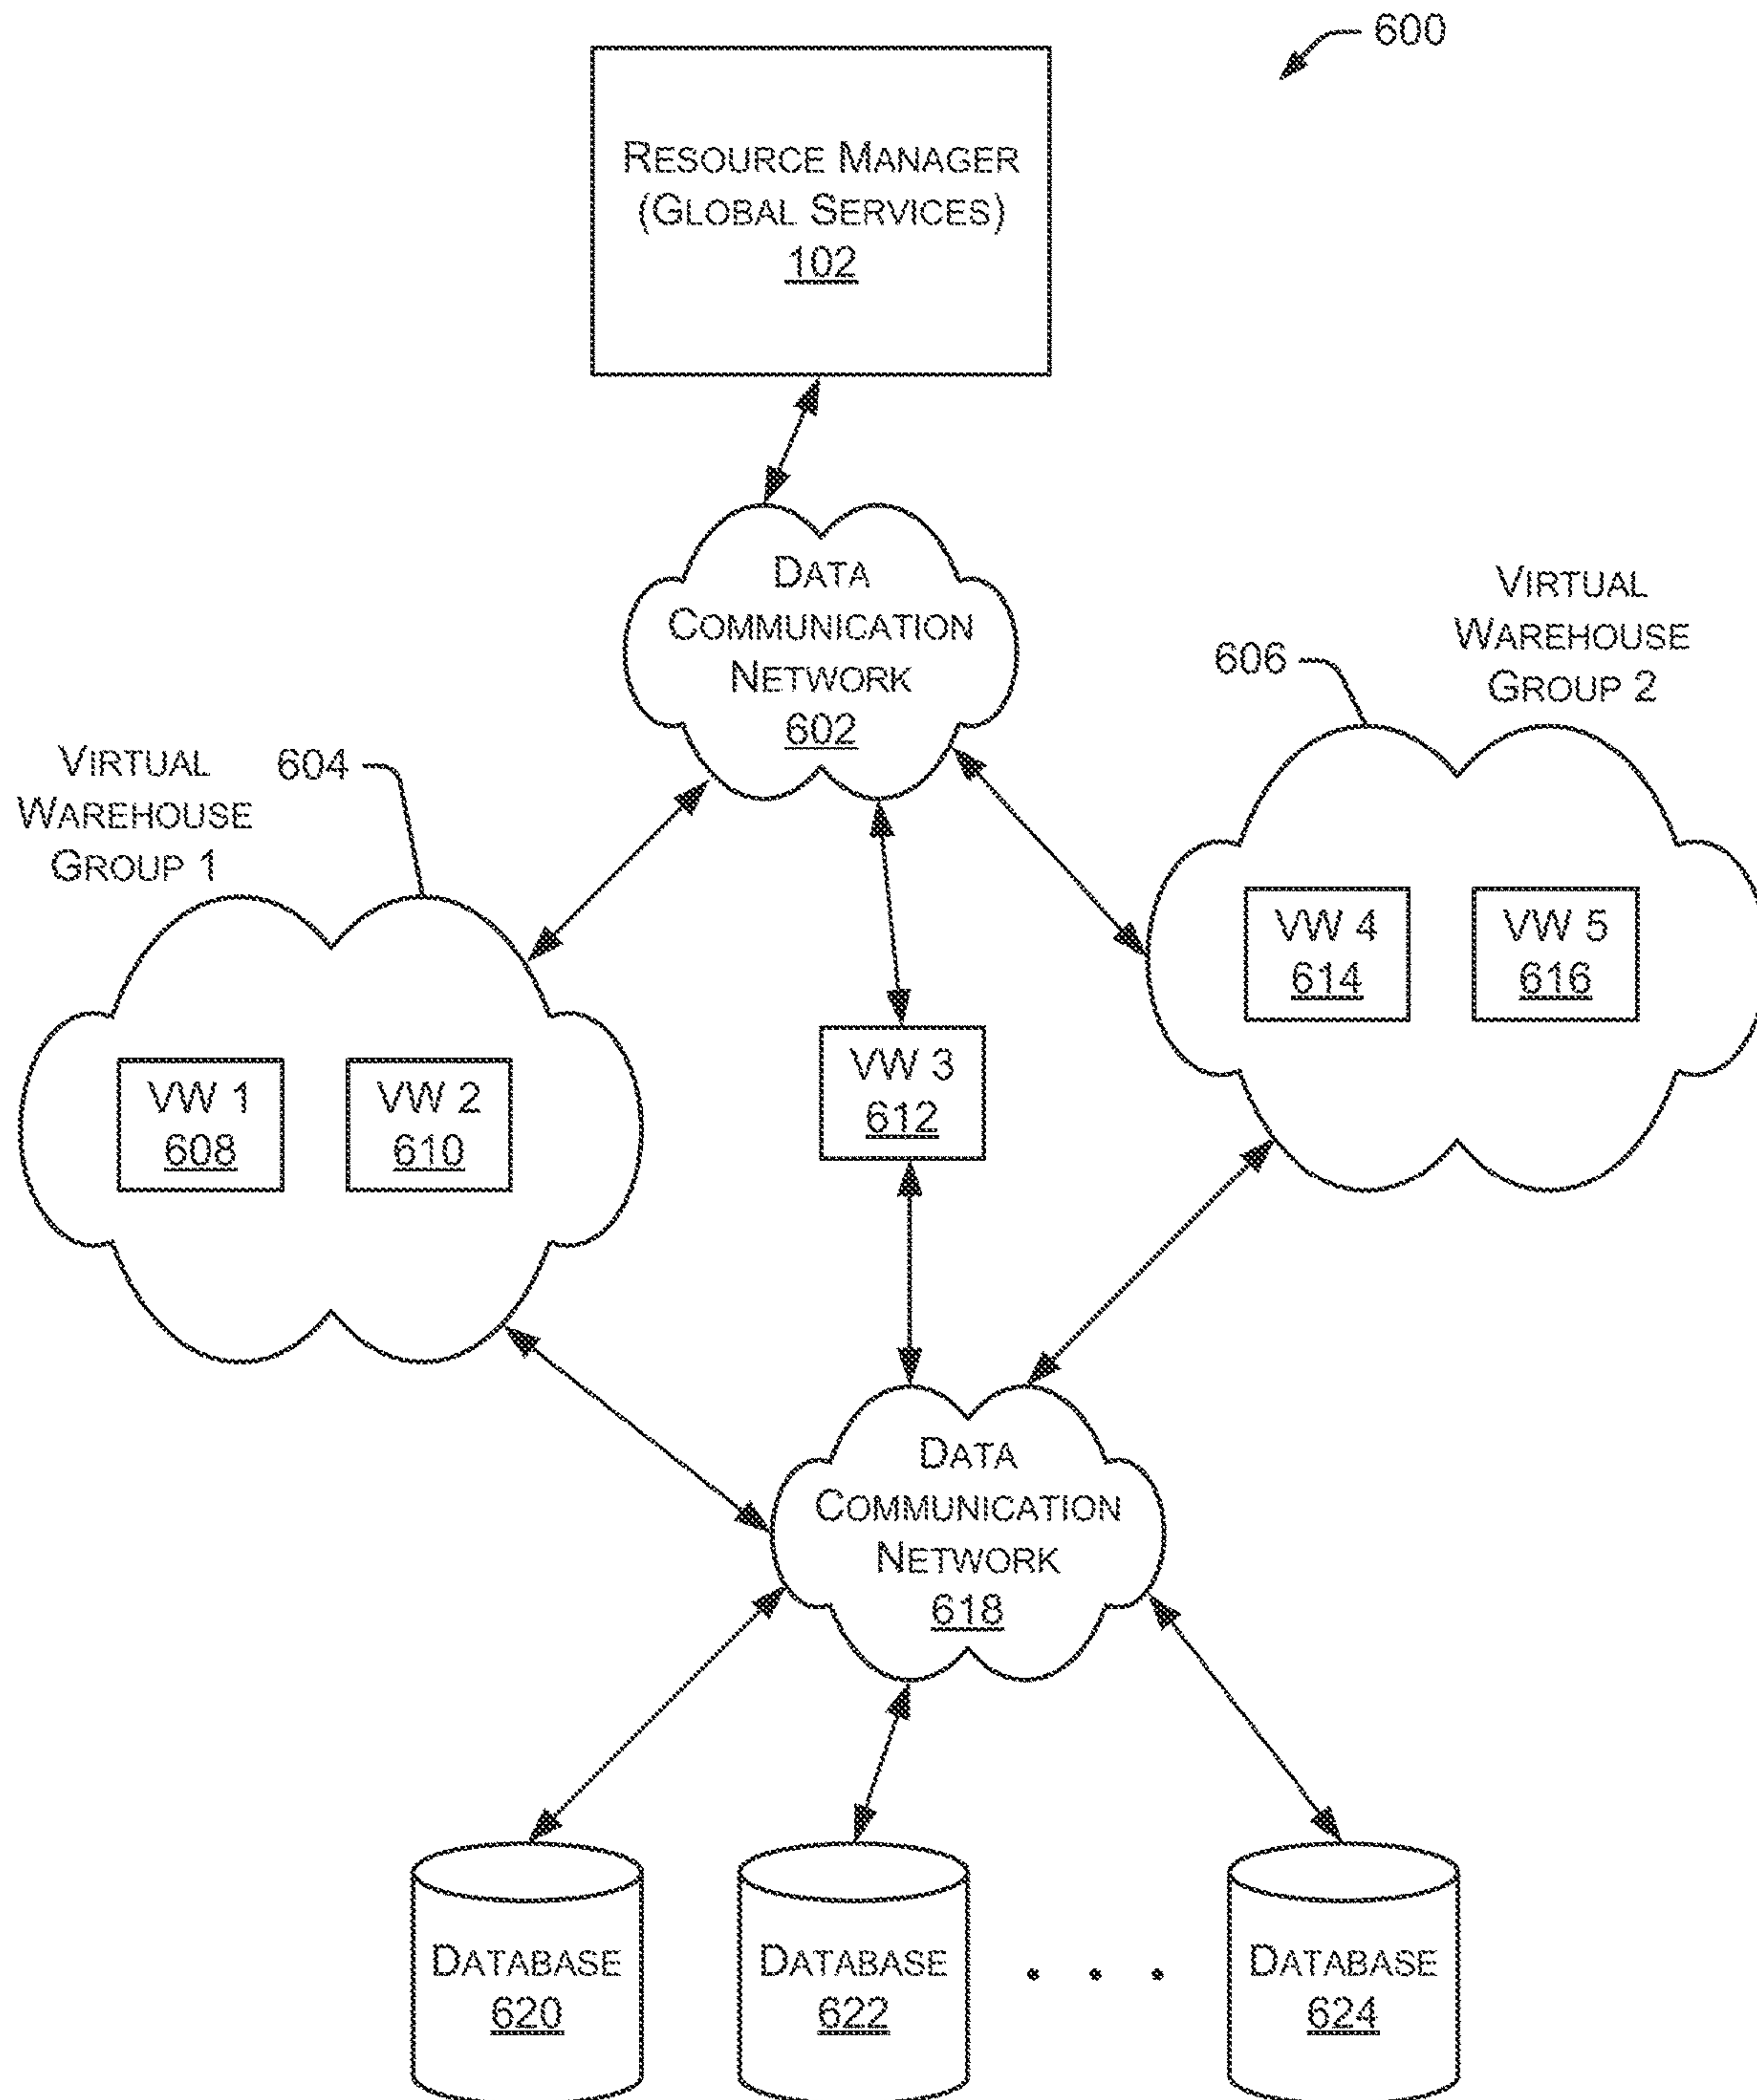 600
RESOURCE MANAGER
(GLOBAL SERVICES)
102
DATA
COMMUNICATION
NETWORK
602
VIRTUAL
WAREHOUSE
GROUP 2
606
VIRTUAL
WAREHOUSE
GROUP 1
604
VW 4
614
VW 5
616
VW 3
612
VW 1
608
VW 2
610
DATA
COMMUNICATION
NETWORK
618
DATABASE
620
DATABASE
622
. . .
DATABASE
624